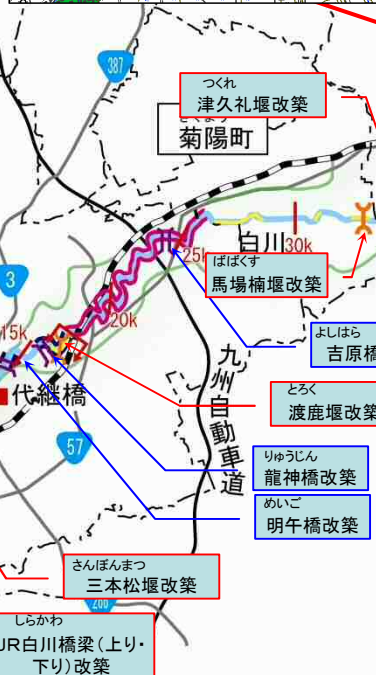 387
つくれ
津久礼堰改築
菊陽町
25k
白川
30k
ばばくす
馬場楠堰改築
3
20k
よしはら
吉原橋
15k
とろく
渡鹿堰改築
代継橋
九州自動車道
57
りゅうじん
龍神橋改築
めいご
明午橋改築
さんぼんまつ
三本松堰改築
しらかわ
JR白川橋梁(上り・
下り)改築